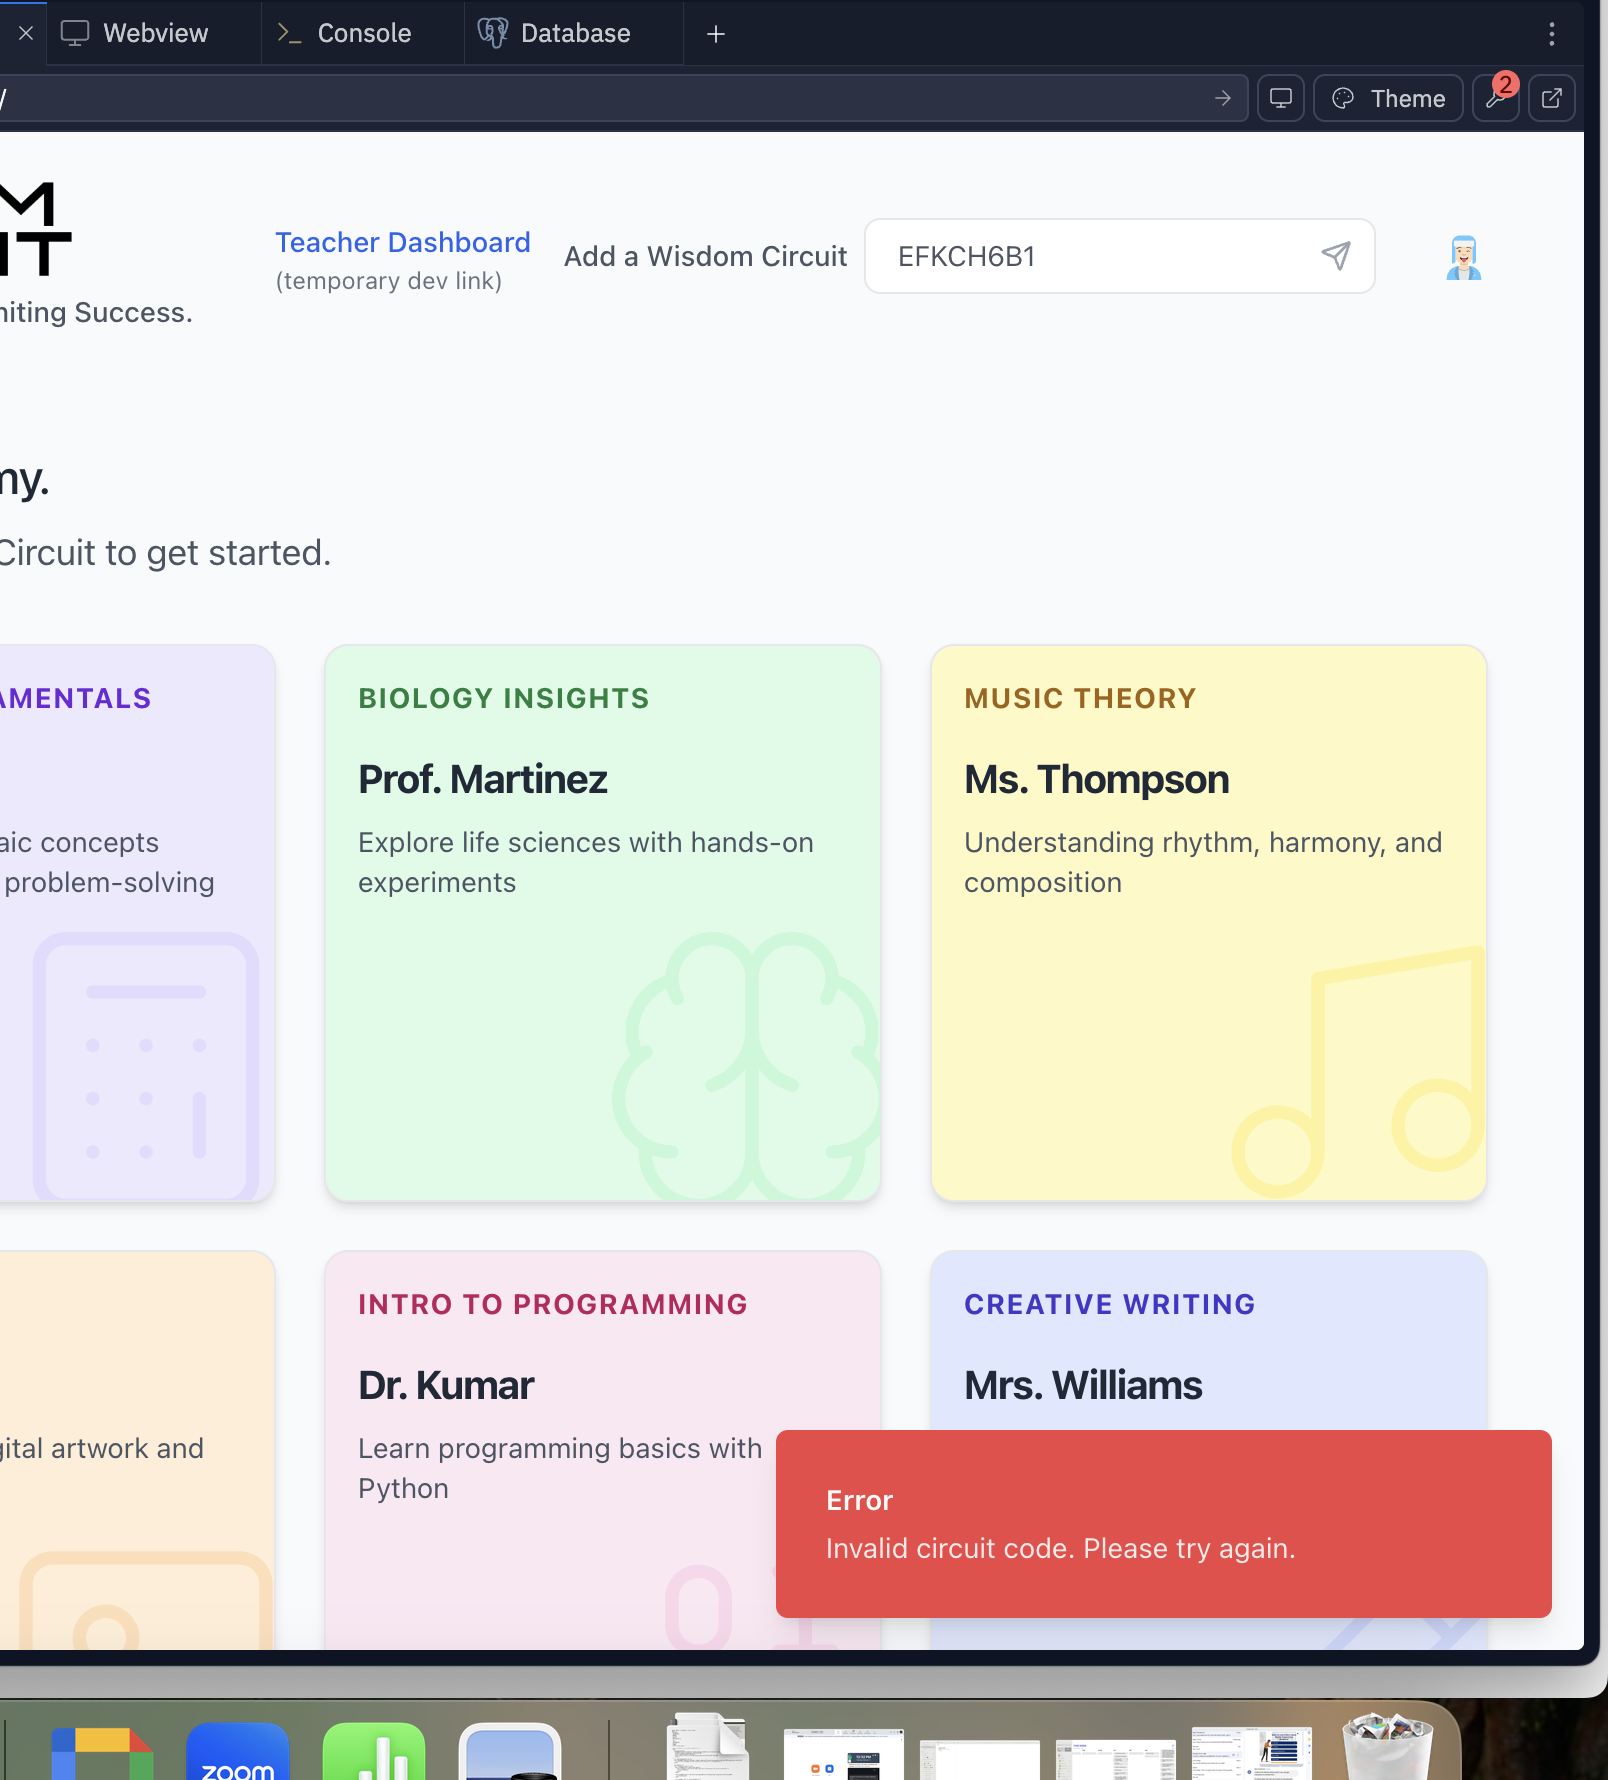 Webview
Console
Database
/
Theme
2
M
IT
Teacher Dashboard
(temporary dev link)
Add a Wisdom Circuit
EFKCH6B1
niting Success.
my.
Circuit to get started.
AMENTALS
aic concepts
problem-solving
BIOLOGY INSIGHTS
Prof. Martinez
Explore life sciences with hands-on
experiments
MUSIC THEORY
Ms. Thompson
Understanding rhythm, harmony, and
composition
gital artwork and
INTRO TO PROGRAMMING
Dr. Kumar
Learn programming basics with
Python
CREATIVE WRITING
Mrs. Williams
Error
Invalid circuit code. Please try again.
zoom